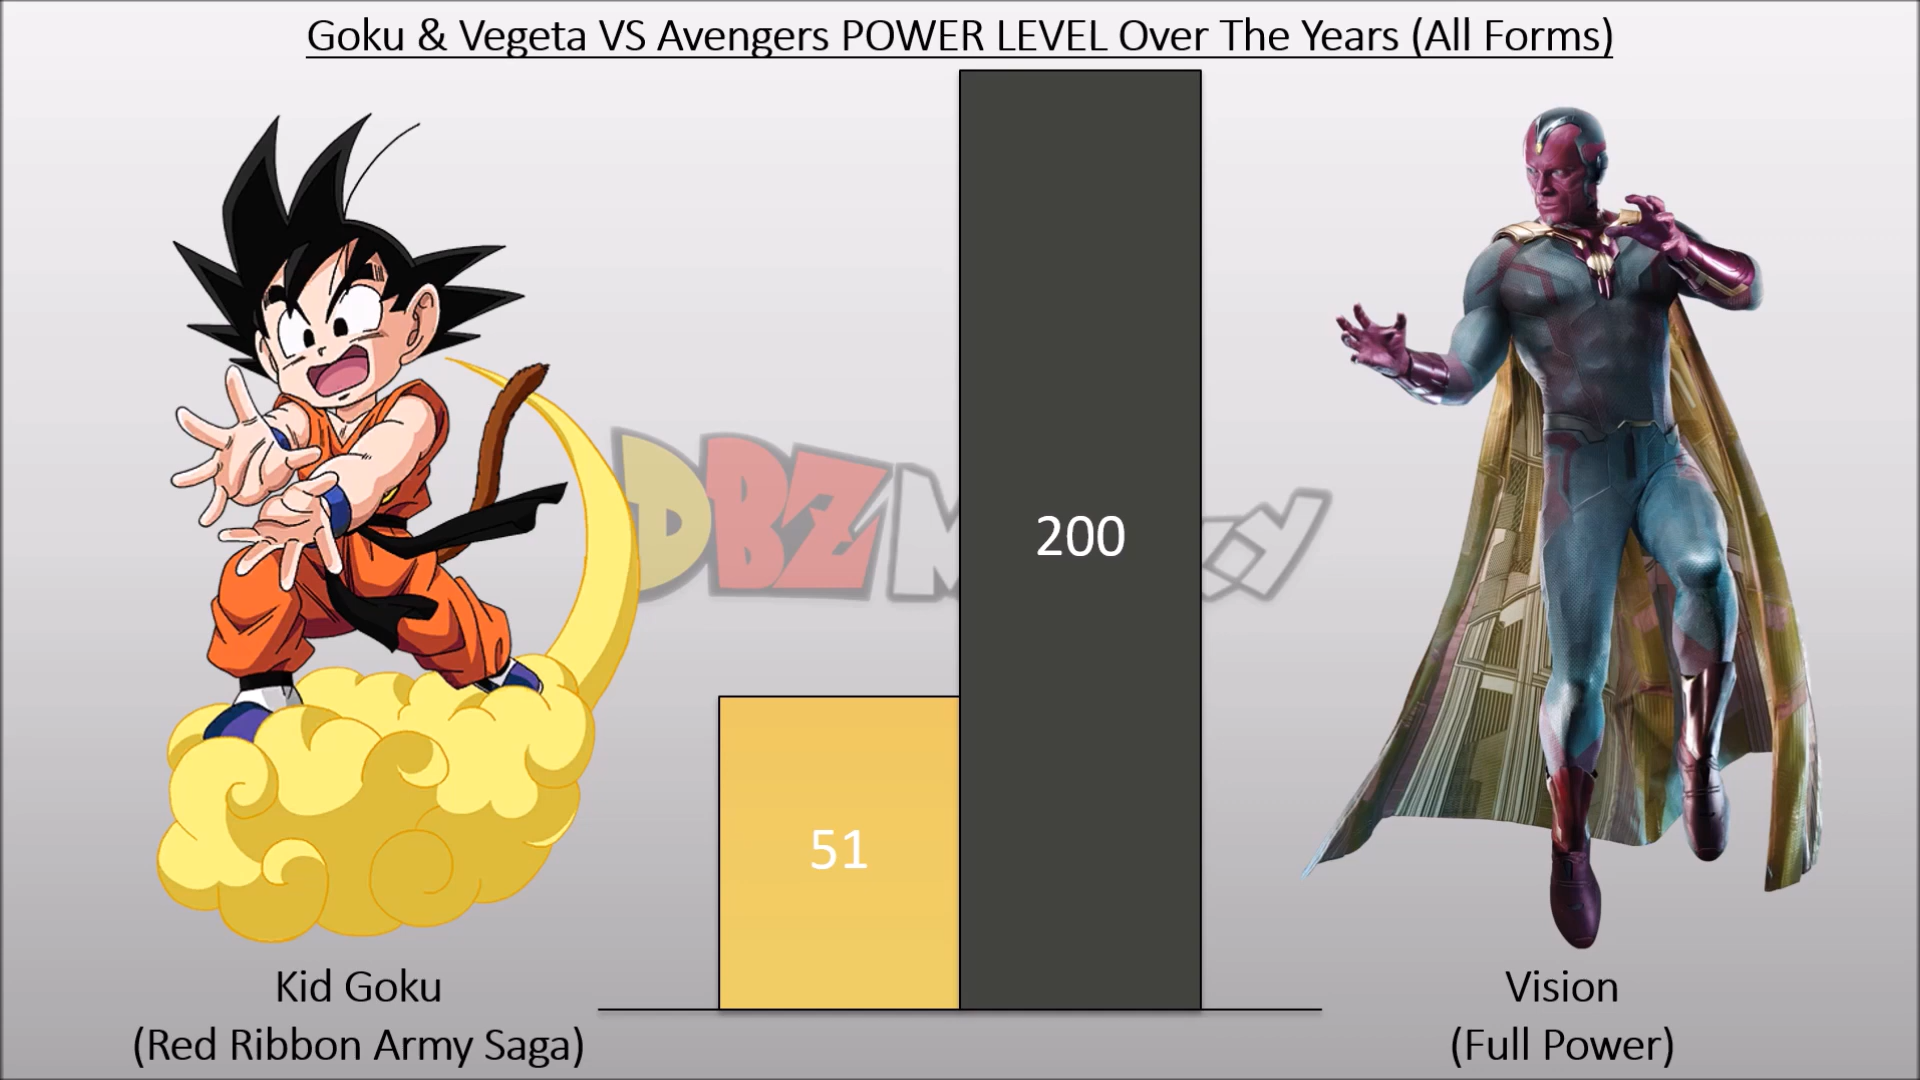 Goku & Vegeta VS Avengers POWER LEVEL Over The Years (All Forms)
DBZ
200
51
Kid Goku
(Red Ribbon Army Saga)
Vision
(Full Power)